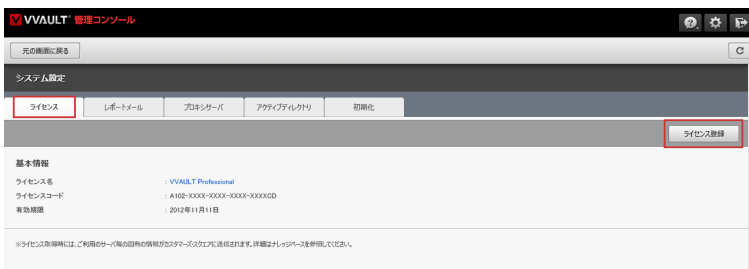 VVAULT® 管理コンソール
元の画面に戻る
システム設定
ライセンス レポートメール プロキシサーバ アクティブディレクトリ 初期化
ライセンス登録
基本情報
ライセンス名 : VVAULT Professional
ライセンスコード : A102-XXXX-XXXX-XXXX-XXXXCD
有効期限 : 2012年11月11日
※ライセンス取得時には、ご利用のサーバ毎の固有の情報がカスタマーズスクエアに送信されます。詳細はナレッジベースを参照してください。